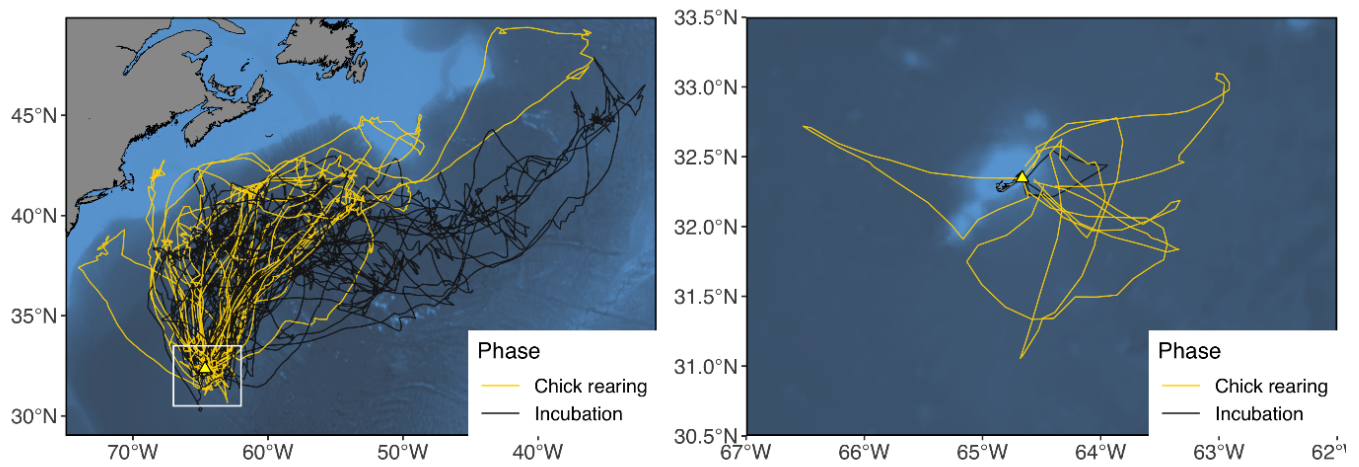 45°N
40°N
35°N
30°N
70°W 60°W 50°W 40°W
Phase
Chick rearing
Incubation
33.5°N
33.0°N
32.5°N
32.0°N
31.5°N
31.0°N
30.5°N
67°W 66°W 65°W 64°W 63°W 62°W
Phase
Chick rearing
Incubation